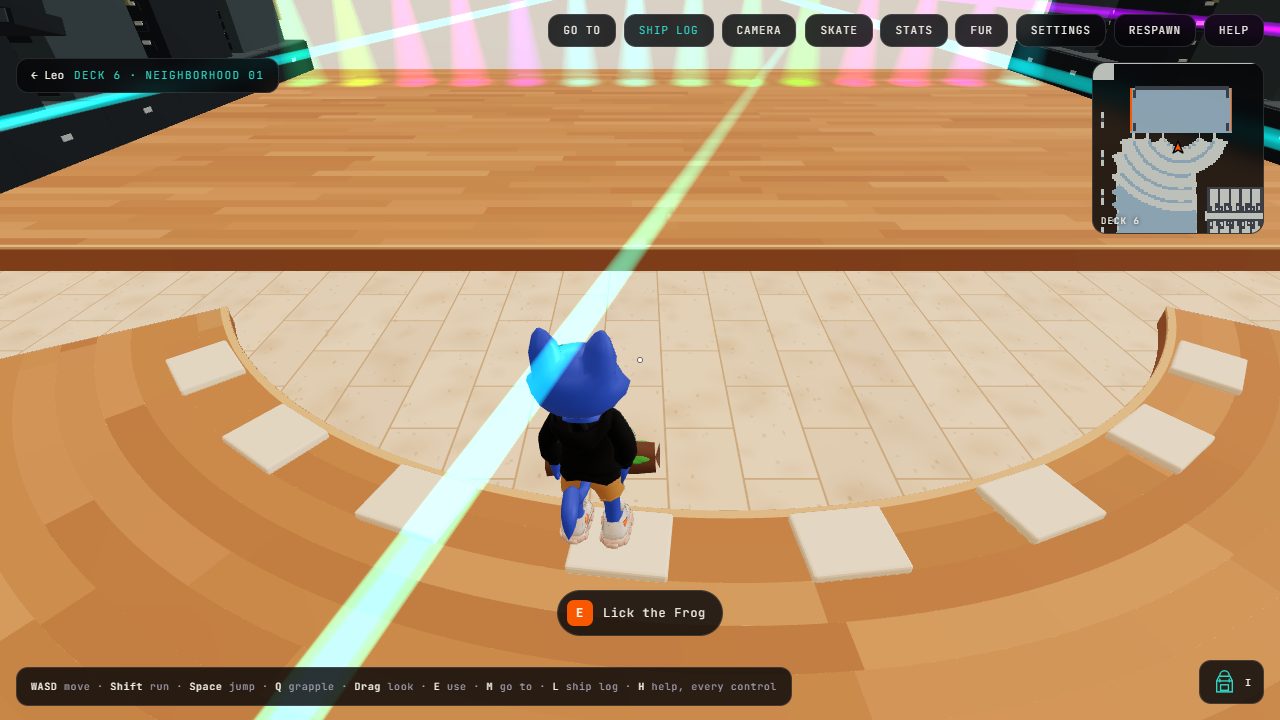 GO TO
SHIP LOG
CAMERA
SKATE
STATS
FUR
SETTINGS
RESPAWN
HELP
← Leo DECK 6 · NEIGHBORHOOD 01
DECK 6
E Lick the Frog
WASD move · Shift run · Space jump · Q grapple · Drag look · E use · M go to · L ship log · H help, every control
I